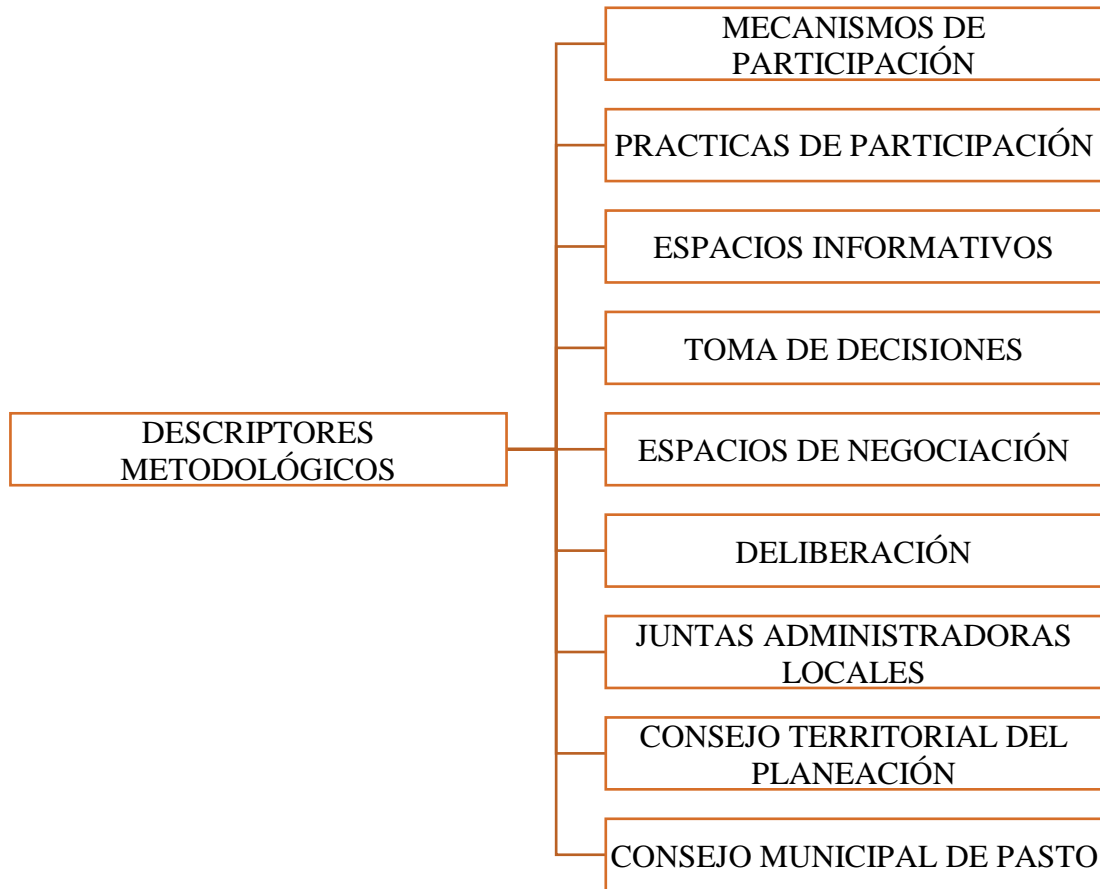 MECANISMOS DE
PARTICIPACIÓN
PRACTICAS DE PARTICIPACIÓN
ESPACIOS INFORMATIVOS
TOMA DE DECISIONES
DESCRIPTORES
METODOLÓGICOS
ESPACIOS DE NEGOCIACIÓN
DELIBERACIÓN
JUNTAS ADMINISTRADORAS
LOCALES
CONSEJO TERRITORIAL DEL
PLANEACIÓN
CONSEJO MUNICIPAL DE PASTO